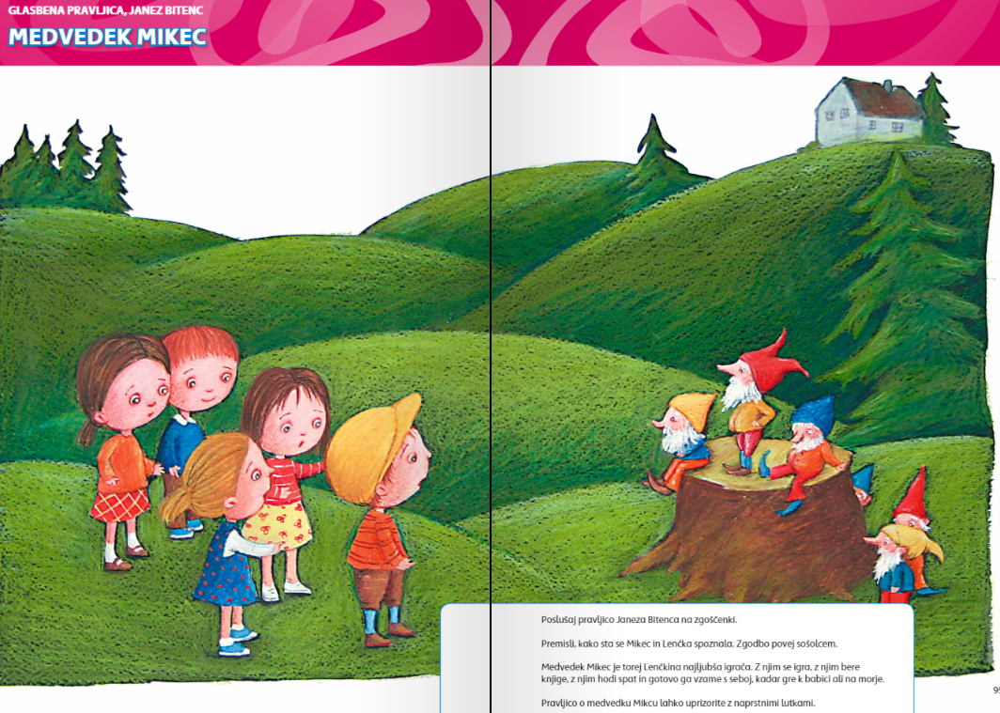 GLASBENA PRAVLJICA, JANEZ BITENC
MEDVEDEK MIKEC
Poslušaj pravljico Janeza Bitenca na zgoščenki.
Premisli, kako sta se Mikec in Lenčka spoznala. Zgodbo povej sošolcem.
Medvedek Mikec je torej Lenčkina najljubša igrača. Z njim se igra, z njim bere
knjige, z njim hodi spat in gotovo ga vzame s seboj, kadar gre k babici ali na morje.
Pravljico o medvedku Mikcu lahko uprizorite z naprstnimi lutkami.